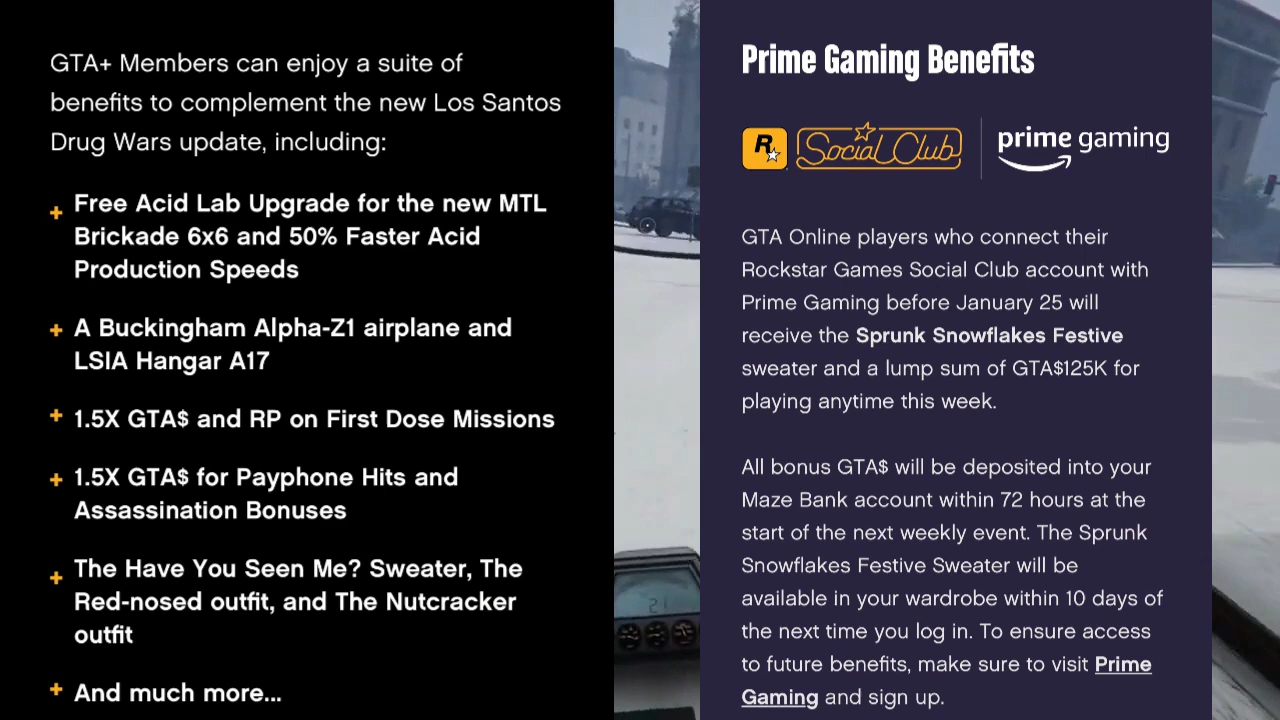 GTA+ Members can enjoy a suite of
benefits to complement the new Los Santos
Drug Wars update, including:
+ Free Acid Lab Upgrade for the new MTL
Brickade 6x6 and 50% Faster Acid
Production Speeds
+ A Buckingham Alpha-Z1 airplane and
LSIA Hangar A17
+ 1.5X GTA$ and RP on First Dose Missions
+ 1.5X GTA$ for Payphone Hits and
Assassination Bonuses
+ The Have You Seen Me? Sweater, The
Red-nosed outfit, and The Nutcracker
outfit
+ And much more...
Prime Gaming Benefits
R Social Club prime gaming
GTA Online players who connect their
Rockstar Games Social Club account with
Prime Gaming before January 25 will
receive the Sprunk Snowflakes Festive
sweater and a lump sum of GTA$125K for
playing anytime this week.
All bonus GTA$ will be deposited into your
Maze Bank account within 72 hours at the
start of the next weekly event. The Sprunk
Snowflakes Festive Sweater will be
available in your wardrobe within 10 days of
the next time you log in. To ensure access
to future benefits, make sure to visit Prime
Gaming and sign up.
21